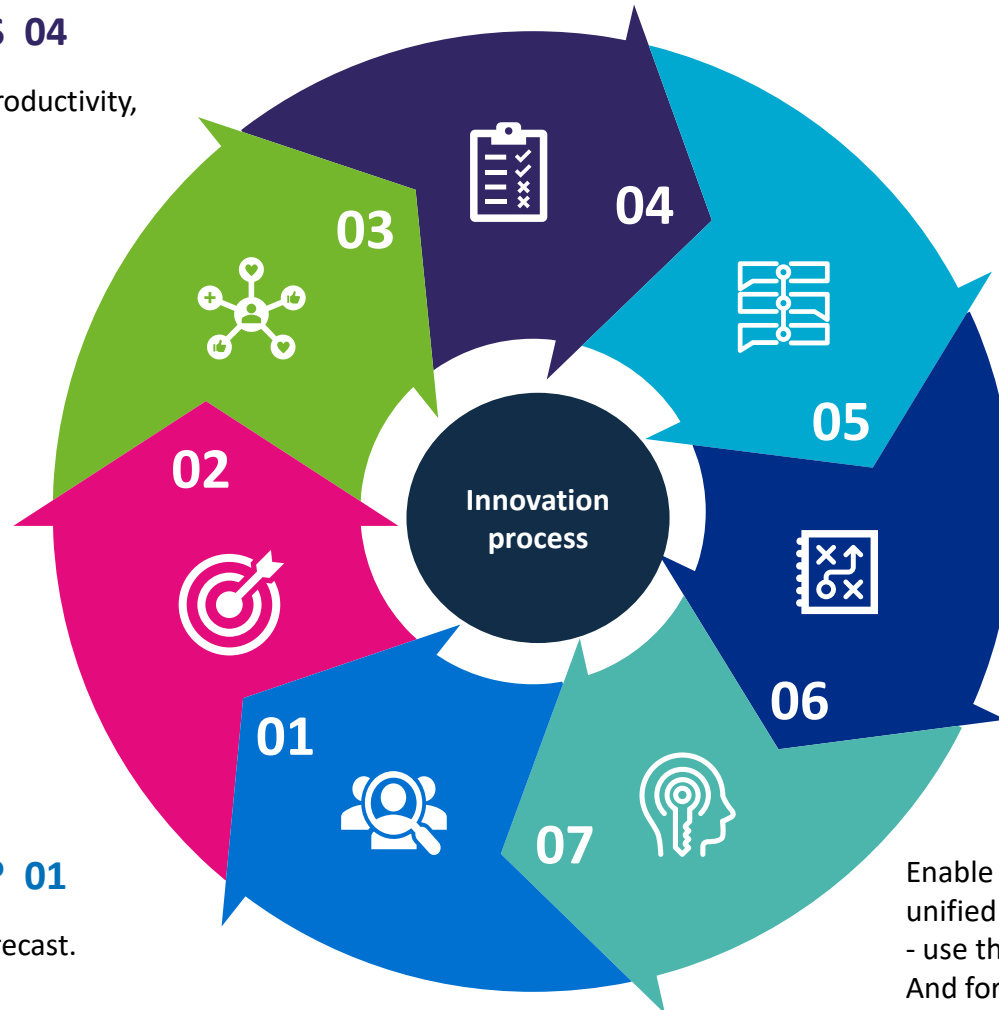 04
roductivity,
03
04
05
02
Innovation
process
06
01
07
01
recast.
Enable
unified
- use th
And for